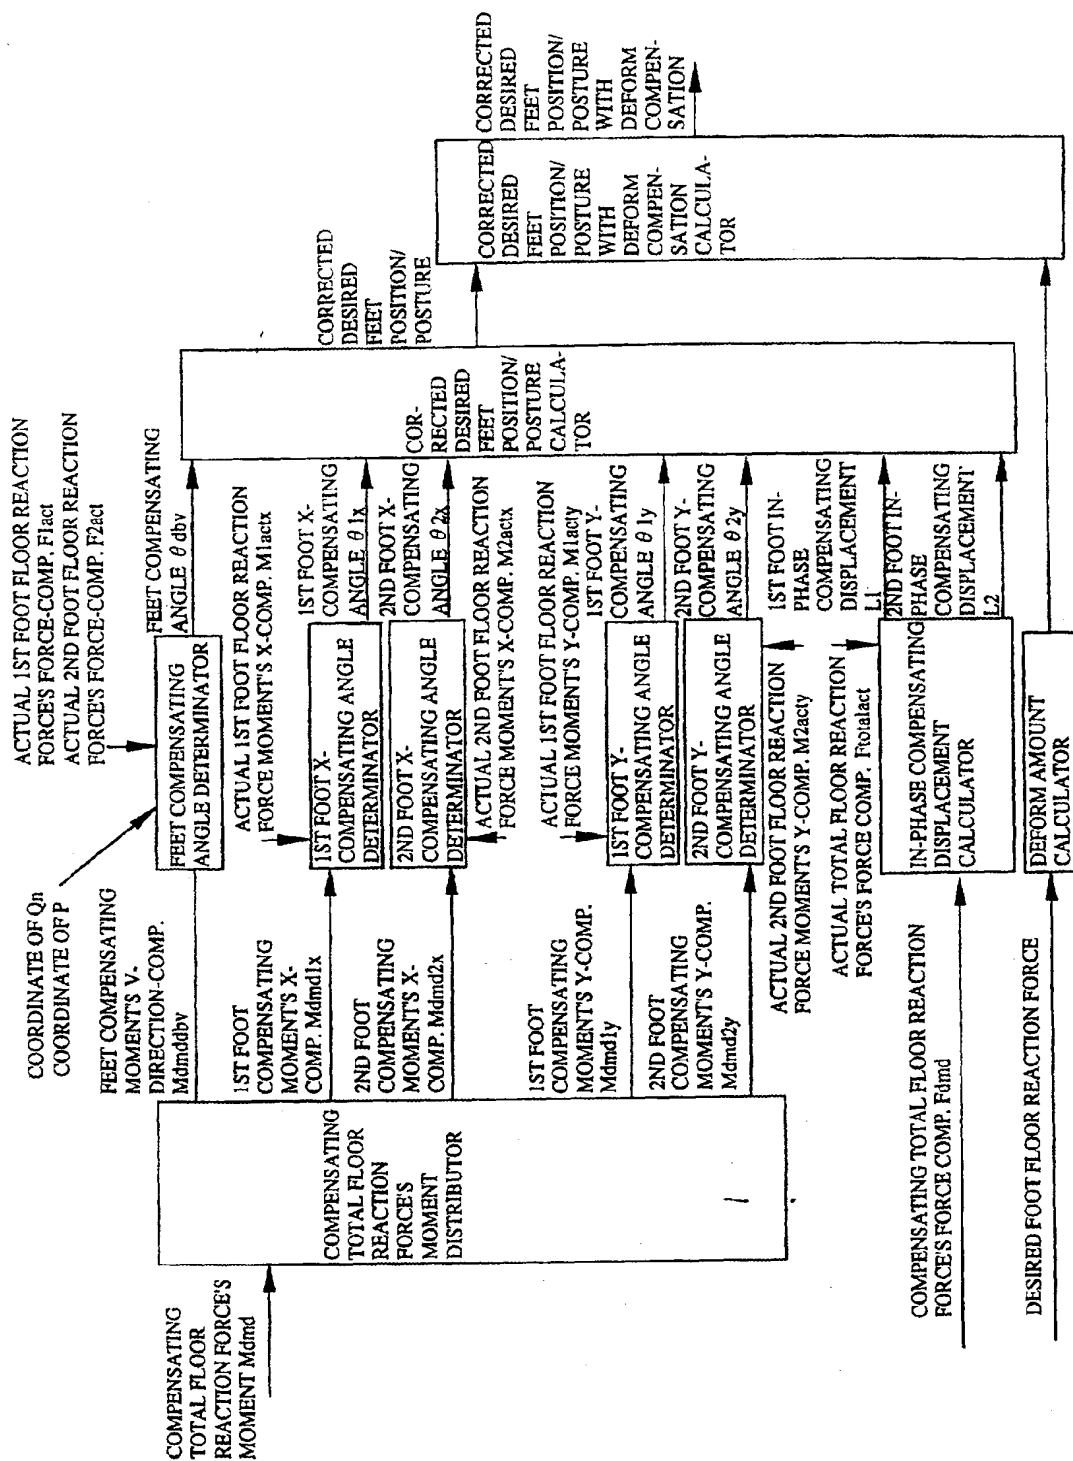 COMPENSATING
TOTAL FLOOR
REACTION FORCE'S
MOMENT Mdmd
COMPENSATING
TOTAL FLOOR
REACTION
FORCE'S
MOMENT
DISTRIBUTOR
COORDINATE OF Qn
COORDINATE OF P
ACTUAL 1ST FOOT FLOOR REACTION
FORCE'S FORCE-COMP. F1act
ACTUAL 2ND FOOT FLOOR REACTION
FORCE'S FORCE-COMP. F2act
FEET COMPENSATING
MOMENT'S V-
DIRECTION-COMP.
Mdmddbv
FEET COMPENSATING
ANGLE DETERMINATOR
FEET COMPENSATING
ANGLE θ dbv
ACTUAL 1ST FOOT FLOOR REACTION
FORCE MOMENT'S X-COMP. M1actx
1ST FOOT
COMPENSATING
MOMENT'S X-
COMP. Mdmd1x
1ST FOOT X-
COMPENSATING ANGLE
DETERMINATOR
1ST FOOT X-
COMPENSATING
ANGLE θ 1x
2ND FOOT
COMPENSATING
MOMENT'S X-
COMP. Mdmd2x
2ND FOOT X-
COMPENSATING ANGLE
DETERMINATOR
2ND FOOT X-
COMPENSATING
ANGLE θ 2x
ACTUAL 2ND FOOT FLOOR REACTION
FORCE MOMENT'S X-COMP. M2actx
ACTUAL 1ST FOOT FLOOR REACTION
FORCE MOMENT'S Y-COMP. M1acty
1ST FOOT
COMPENSATING
MOMENT'S Y-COMP.
Mdmd1y
1ST FOOT Y-
COMPENSATING ANGLE
DETERMINATOR
1ST FOOT Y-
COMPENSATING
ANGLE θ 1y
2ND FOOT
COMPENSATING
MOMENT'S Y-COMP.
Mdmd2y
2ND FOOT Y-
COMPENSATING ANGLE
DETERMINATOR
2ND FOOT Y-
COMPENSATING
ANGLE θ 2y
ACTUAL 2ND FOOT FLOOR REACTION
FORCE MOMENT'S Y-COMP. M2acty
ACTUAL TOTAL FLOOR REACTION
FORCE'S FORCE COMP. Ftotalact
COMPENSATING TOTAL FLOOR REACTION
FORCE'S FORCE COMP. Fdmd
IN-PHASE COMPENSATING
DISPLACEMENT
CALCULATOR
1ST FOOT IN-
PHASE
COMPENSATING
DISPLACEMENT
L1
2ND FOOT IN-
PHASE
COMPENSATING
DISPLACEMENT
L2
DESIRED FOOT FLOOR REACTION FORCE
DEFORM AMOUNT
CALCULATOR
COR-
RECTED
DESIRED
FEET
POSITION/
POSTURE
CALCULA-
TOR
CORRECTED
DESIRED
FEET
POSITION/
POSTURE
CORRECTED
DESIRED
FEET
POSITION/
POSTURE
WITH
DEFORM
COMPEN-
SATION
CALCULA-
TOR
CORRECTED
DESIRED
FEET
POSITION/
POSTURE
WITH
DEFORM
COMPEN-
SATION